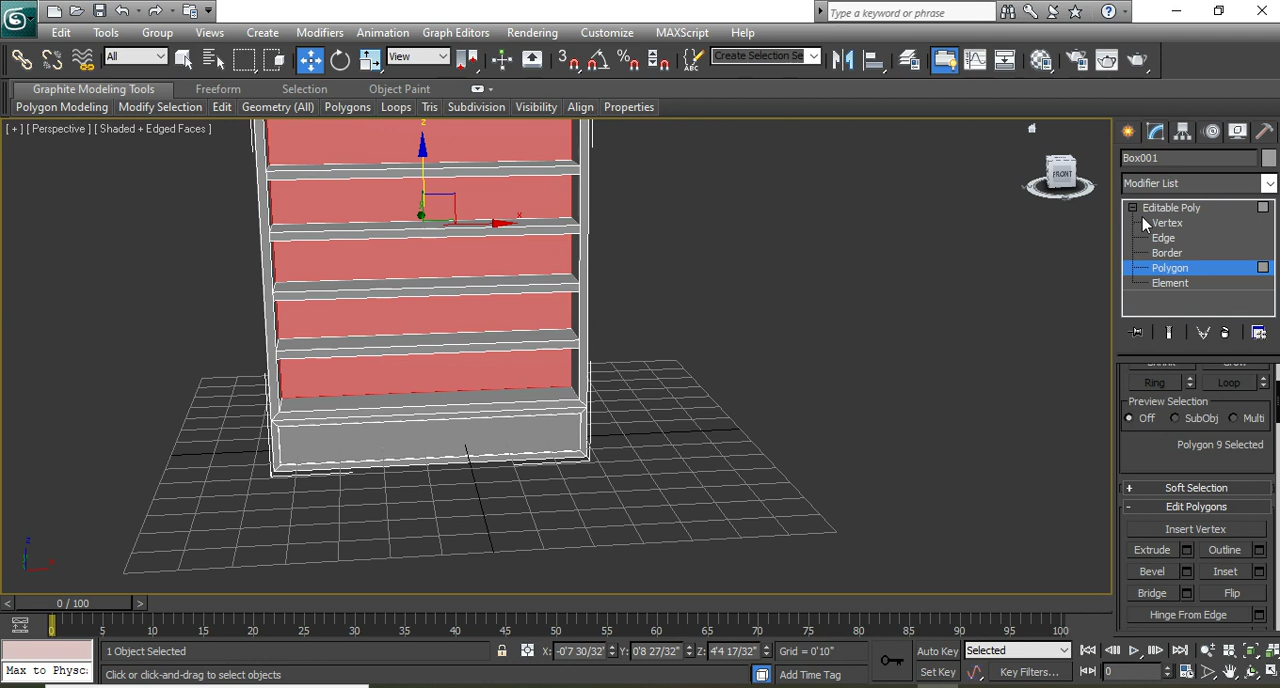 Type a keyword or phrase
Edit Tools Group Views Create Modifiers Animation Graph Editors Rendering Customize MAXScript Help
All View 3 % ABC Create Selection Se
Graphite Modeling Tools Freeform Selection Object Paint
Polygon Modeling Modify Selection Edit Geometry (All) Polygons Loops Tris Subdivision Visibility Align Properties
[ + ] [ Perspective ] [ Shaded + Edged Faces ]
z
x
FRONT
z
Box001
Modifier List
Editable Poly
Vertex
Edge
Border
Polygon
Element
Ring Loop
Preview Selection
Off SubObj Multi
Polygon 9 Selected
+ Soft Selection
- Edit Polygons
Insert Vertex
Extrude Outline
Bevel Inset
Bridge Flip
Hinge From Edge
< 0 / 100 >
0 5 10 15 20 25 30 35 40 45 50 55 60 65 70 75 80 85 90 95 100
1 Object Selected X: -0'7 30/32" Y: 0'8 27/32" Z: 4'4 17/32" Grid = 0'10" Auto Key Selected
Max to Physc: Click or click-and-drag to select objects Add Time Tag Set Key Key Filters... 0